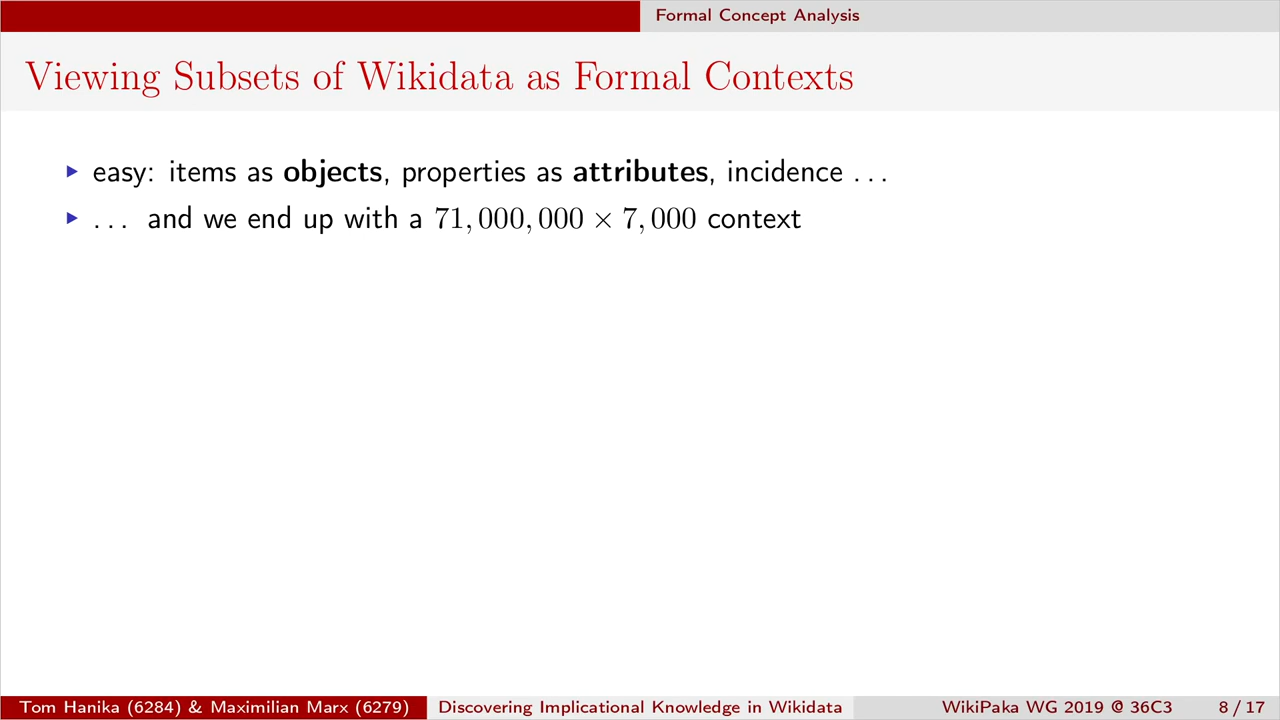 Formal Concept Analysis
Viewing Subsets of Wikidata as Formal Contexts
▶ easy: items as objects, properties as attributes, incidence . . .
▶ . . . and we end up with a 71,000,000 × 7,000 context
Tom Hanika (6284) & Maximilian Marx (6279) Discovering Implicational Knowledge in Wikidata WikiPaka WG 2019 @ 36C3 8 / 17